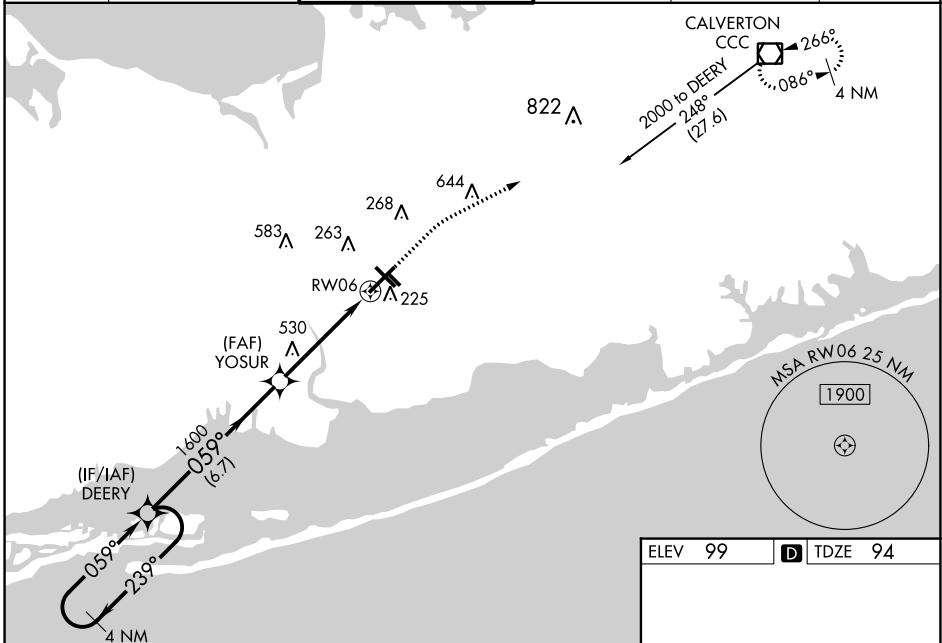 CALVERTON
CCC
266°
086°
4 NM
2000 to DEERY
248°
(27.6)
822
644
268
583
263
RW06
225
530
(FAF)
YOSUR
MSA RW06 25 NM
1900
1600
059°
(6.7)
(IF/IAF)
DEERY
059°
239°
4 NM
ELEV 99 D TDZE 94